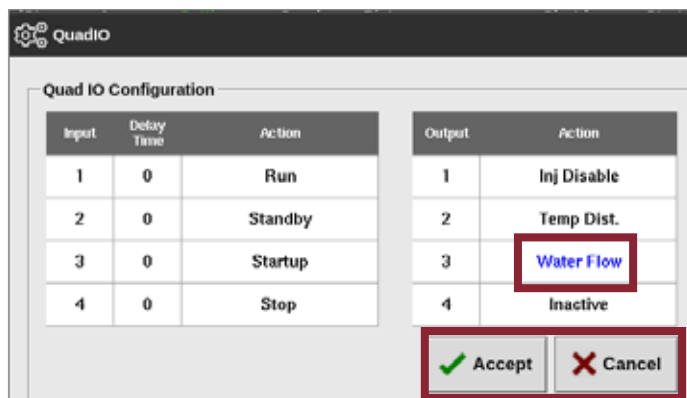 QuadIO
Quad IO Configuration
Input Delay Time Action
1 0 Run
2 0 Standby
3 0 Startup
4 0 Stop
Output Action
1 Inj Disable
2 Temp Dist.
3 Water Flow
4 Inactive
Accept Cancel